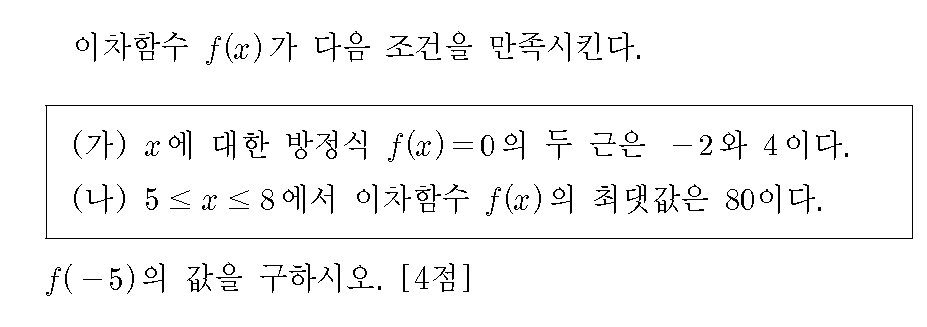 이차함수 f(x)가 다음 조건을 만족시킨다.
(가) x에 대한 방정식 f(x)=0의 두 근은 −2와 4이다.
(나) 5≤x≤8에서 이차함수 f(x)의 최댓값은 80이다.
f(−5)의 값을 구하시오. [4점]